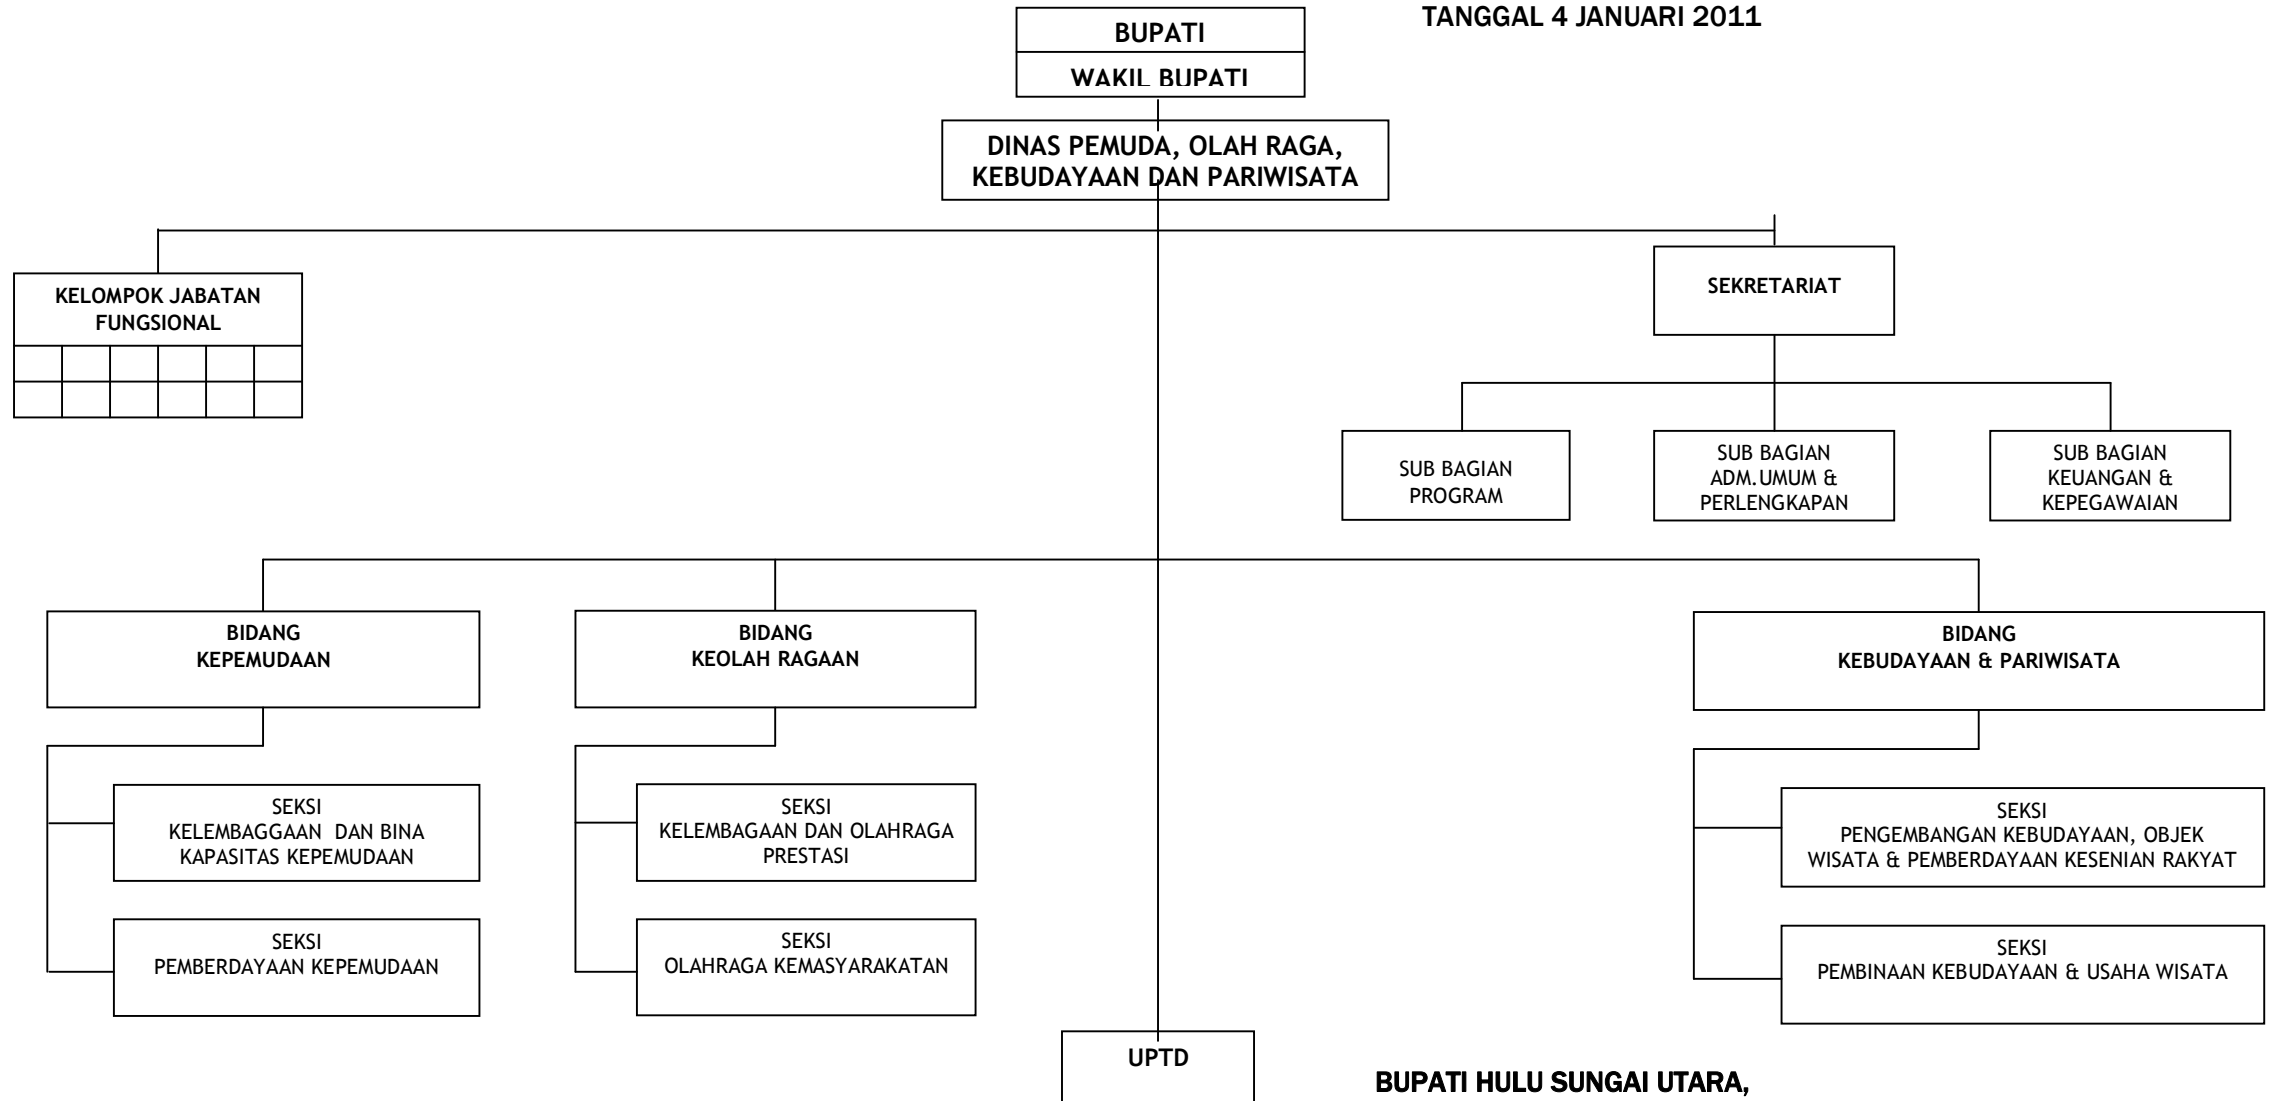 TANGGAL 4 JANUARI 2011
BUPATI
WAKIL BUPATI
DINAS PEMUDA, OLAH RAGA,
KEBUDAYAAN DAN PARIWISATA
KELOMPOK JABATAN
FUNGSIONAL
SEKRETARIAT
SUB BAGIAN
PROGRAM
SUB BAGIAN
ADM.UMUM &
PERLENGKAPAN
SUB BAGIAN
KEUANGAN &
KEPEGAWAIAN
BIDANG
KEPEMUDAAN
BIDANG
KEOLAH RAGAAN
BIDANG
KEBUDAYAAN & PARIWISATA
SEKSI
KELEMBAGGAAN DAN BINA
KAPASITAS KEPEMUDAAN
SEKSI
KELEMBAGAAN DAN OLAHRAGA
PRESTASI
SEKSI
PENGEMBANGAN KEBUDAYAAN, OBJEK
WISATA & PEMBERDAYAAN KESENIAN RAKYAT
SEKSI
PEMBERDAYAAN KEPEMUDAAN
SEKSI
OLAHRAGA KEMASYARAKATAN
SEKSI
PEMBINAAN KEBUDAYAAN & USAHA WISATA
UPTD
BUPATI HULU SUNGAI UTARA,